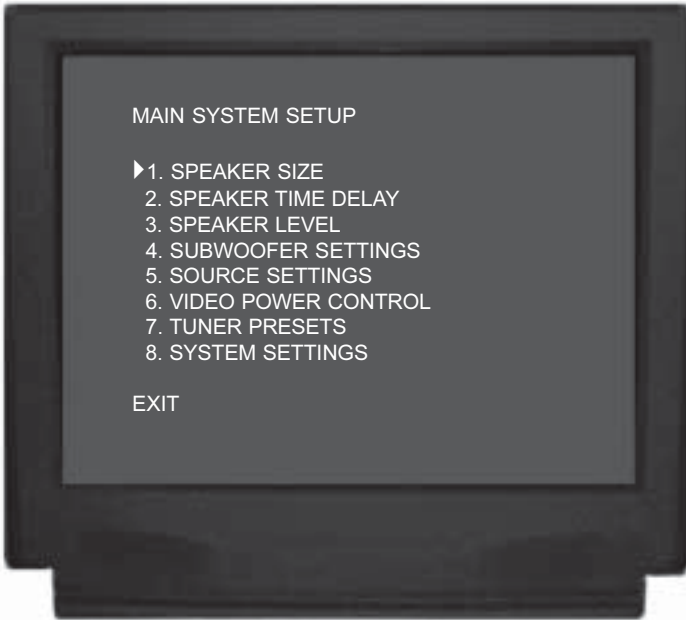 MAIN SYSTEM SETUP
1. SPEAKER SIZE
2. SPEAKER TIME DELAY
3. SPEAKER LEVEL
4. SUBWOOFER SETTINGS
5. SOURCE SETTINGS
6. VIDEO POWER CONTROL
7. TUNER PRESETS
8. SYSTEM SETTINGS
EXIT